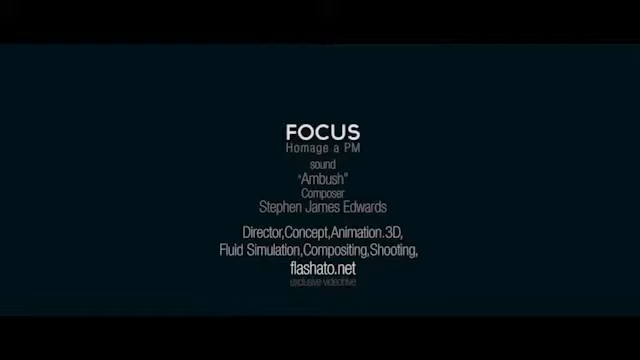 FOCUS
Homage a PM
sound
"Ambush"
Composer
Stephen James Edwards
Director,Concept,Animation.3D,
Fluid Simulation,Compositing,Shooting,
flashato.net
exclusive videohive